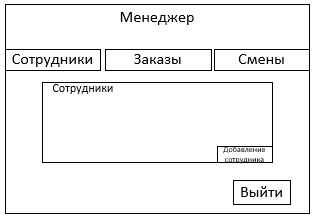 Менеджер
Сотрудники
Заказы
Смены
Сотрудники
Добавление
сотрудника
Выйти